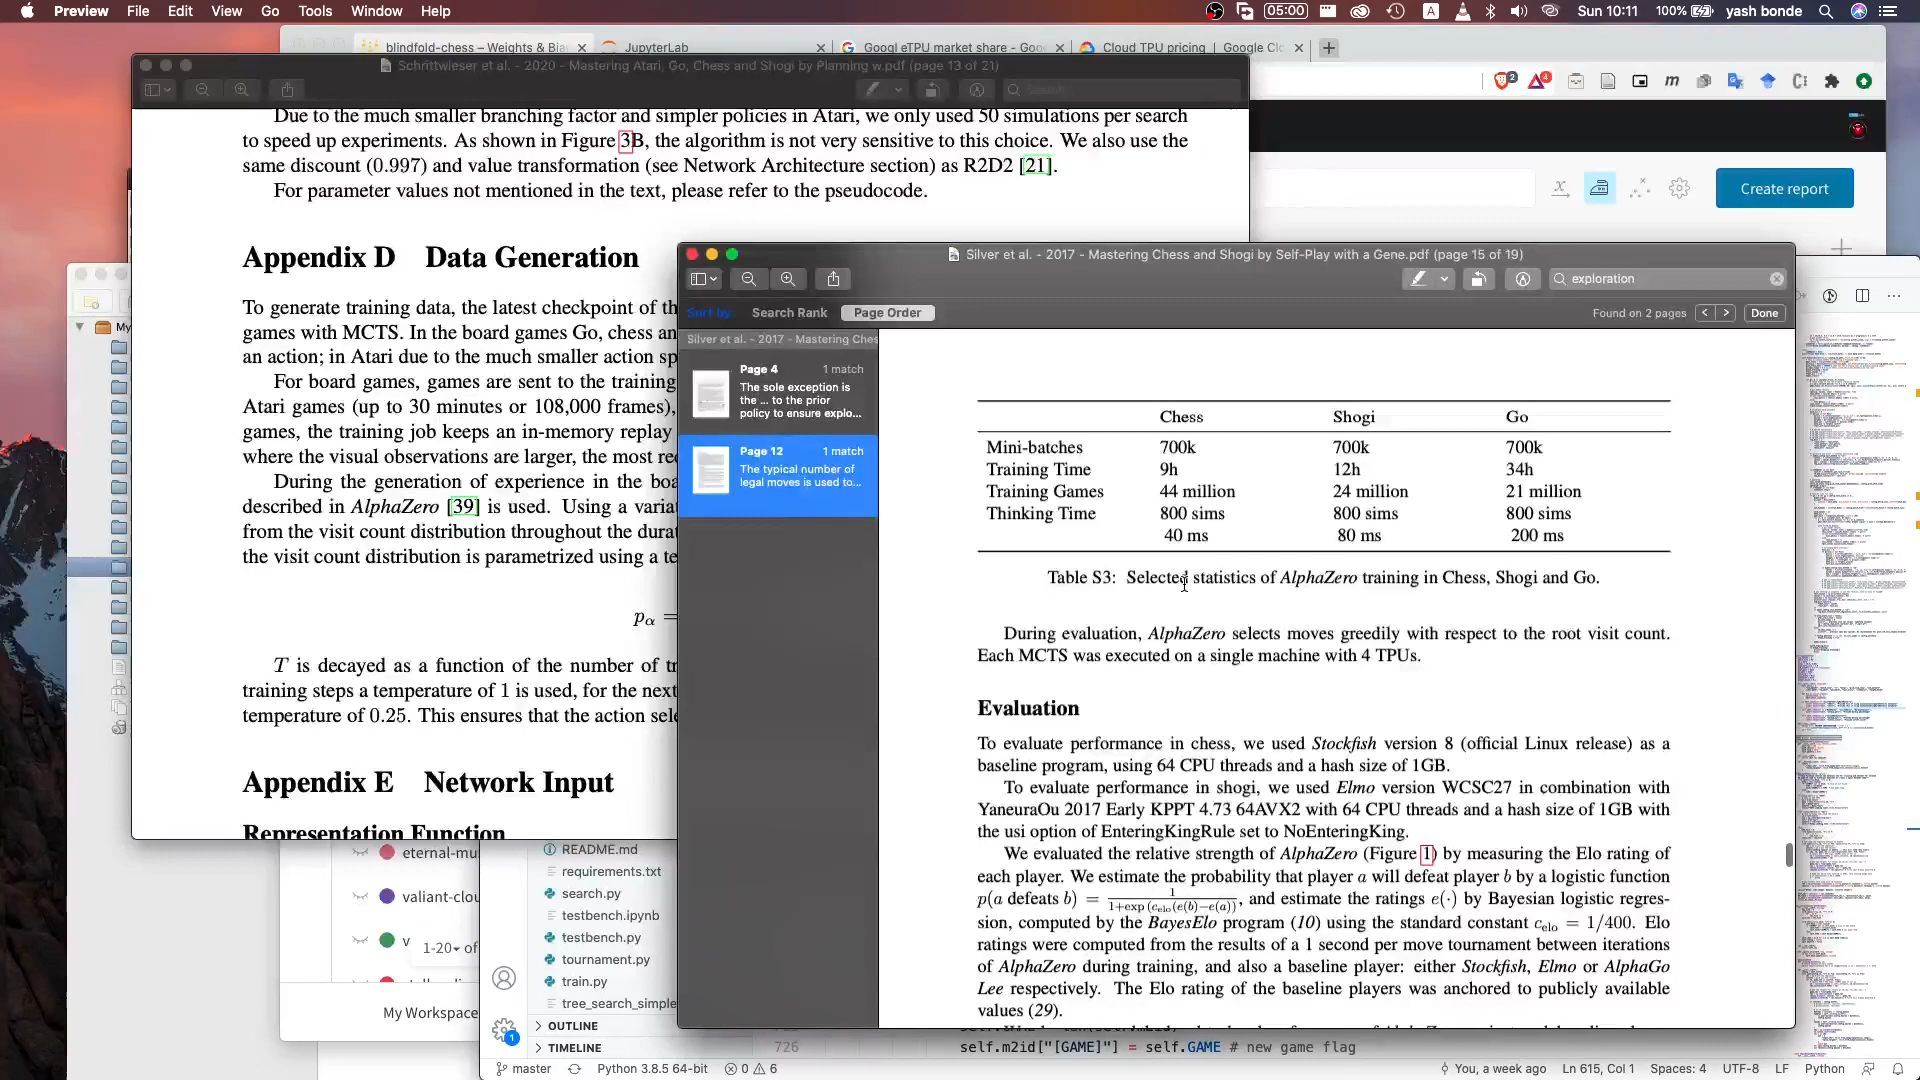 Preview File Edit View Go Tools Window Help
05:00
Sun 10:11 100% yash bonde
blindfold-chess – Weights & Bia
JupyterLab
Googl eTPU market share - Goo
Cloud TPU pricing | Google Clo
Schrittwieser et al. - 2020 - Mastering Atari, Go, Chess and Shogi by Planning w.pdf (page 13 of 21)
Search
Due to the much smaller branching factor and simpler policies in Atari, we only used 50 simulations per search
to speed up experiments. As shown in Figure 3B, the algorithm is not very sensitive to this choice. We also use the
same discount (0.997) and value transformation (see Network Architecture section) as R2D2 [21].
For parameter values not mentioned in the text, please refer to the pseudocode.
Create report
Appendix D Data Generation
To generate training data, the latest checkpoint of th
games with MCTS. In the board games Go, chess an
an action; in Atari due to the much smaller action sp
For board games, games are sent to the training
Atari games (up to 30 minutes or 108,000 frames),
games, the training job keeps an in-memory replay
where the visual observations are larger, the most re
During the generation of experience in the boa
described in AlphaZero [39] is used. Using a varia
from the visit count distribution throughout the dura
the visit count distribution is parametrized using a te
pα =
T is decayed as a function of the number of tr
training steps a temperature of 1 is used, for the next
temperature of 0.25. This ensures that the action sele
Appendix E Network Input
Representation Function
My
Silver et al. - 2017 - Mastering Chess and Shogi by Self-Play with a Gene.pdf (page 15 of 19)
exploration
Sort by: Search Rank Page Order
Found on 2 pages
Done
Silver et al. - 2017 - Mastering Ches
Page 4 1 match
The sole exception is
the ... to the prior
policy to ensure explo...
Page 12 1 match
The typical number of
legal moves is used to...
Chess Shogi Go
Mini-batches 700k 700k 700k
Training Time 9h 12h 34h
Training Games 44 million 24 million 21 million
Thinking Time 800 sims 800 sims 800 sims
40 ms 80 ms 200 ms
Table S3: Selected statistics of AlphaZero training in Chess, Shogi and Go.
During evaluation, AlphaZero selects moves greedily with respect to the root visit count.
Each MCTS was executed on a single machine with 4 TPUs.
Evaluation
To evaluate performance in chess, we used Stockfish version 8 (official Linux release) as a
baseline program, using 64 CPU threads and a hash size of 1GB.
To evaluate performance in shogi, we used Elmo version WCSC27 in combination with
YaneuraOu 2017 Early KPPT 4.73 64AVX2 with 64 CPU threads and a hash size of 1GB with
the usi option of EnteringKingRule set to NoEnteringKing.
We evaluated the relative strength of AlphaZero (Figure 1) by measuring the Elo rating of
each player. We estimate the probability that player a will defeat player b by a logistic function
p(a defeats b) = 1/1+exp (celo(e(b)−e(a)), and estimate the ratings e(·) by Bayesian logistic regres-
sion, computed by the BayesElo program (10) using the standard constant celo = 1/400. Elo
ratings were computed from the results of a 1 second per move tournament between iterations
of AlphaZero during training, and also a baseline player: either Stockfish, Elmo or AlphaGo
Lee respectively. The Elo rating of the baseline players was anchored to publicly available
values (29).
eternal-mu
valiant-clou
v
1-20 of
My Workspace
README.md
requirements.txt
search.py
testbench.ipynb
testbench.py
tournament.py
train.py
tree_search_simple
OUTLINE
TIMELINE
726 self.m2id["[GAME]"] = self.GAME # new game flag
master Python 3.8.5 64-bit 0 6
You, a week ago Ln 615, Col 1 Spaces: 4 UTF-8 LF Python